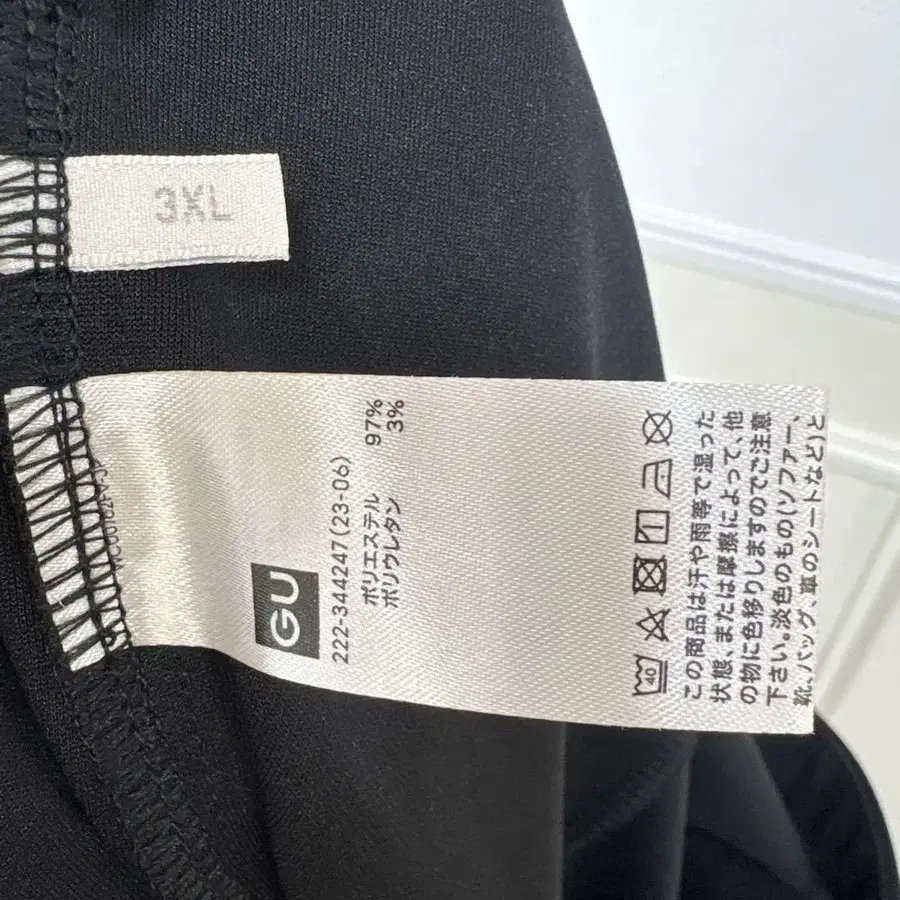 3XL
GU
222-344247(23-06)
ポリエステル 97%
ポリウレタン 3%
40
この商品は汗や雨等で湿った
状態、または摩擦によって、他
の物に色移りしますのでご注意
下さい。淡色のもの(ソファー、
靴、バッグ、車のシートなど)と